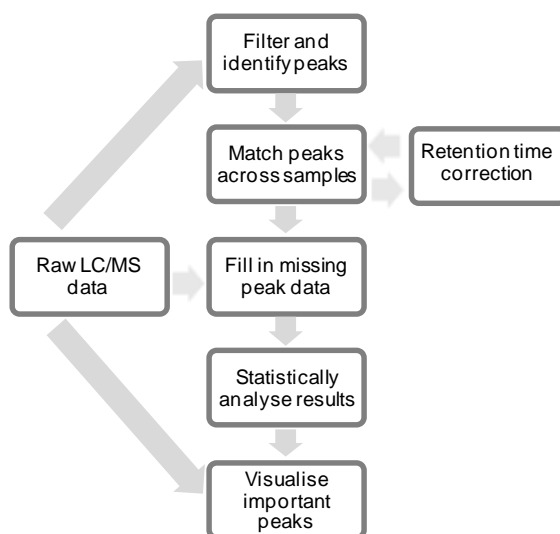 Filter and
identify peaks
Match peaks
across samples
Retention time
correction
Raw LC/MS
data
Fill in missing
peak data
Statistically
analyse results
Visualise
important
peaks